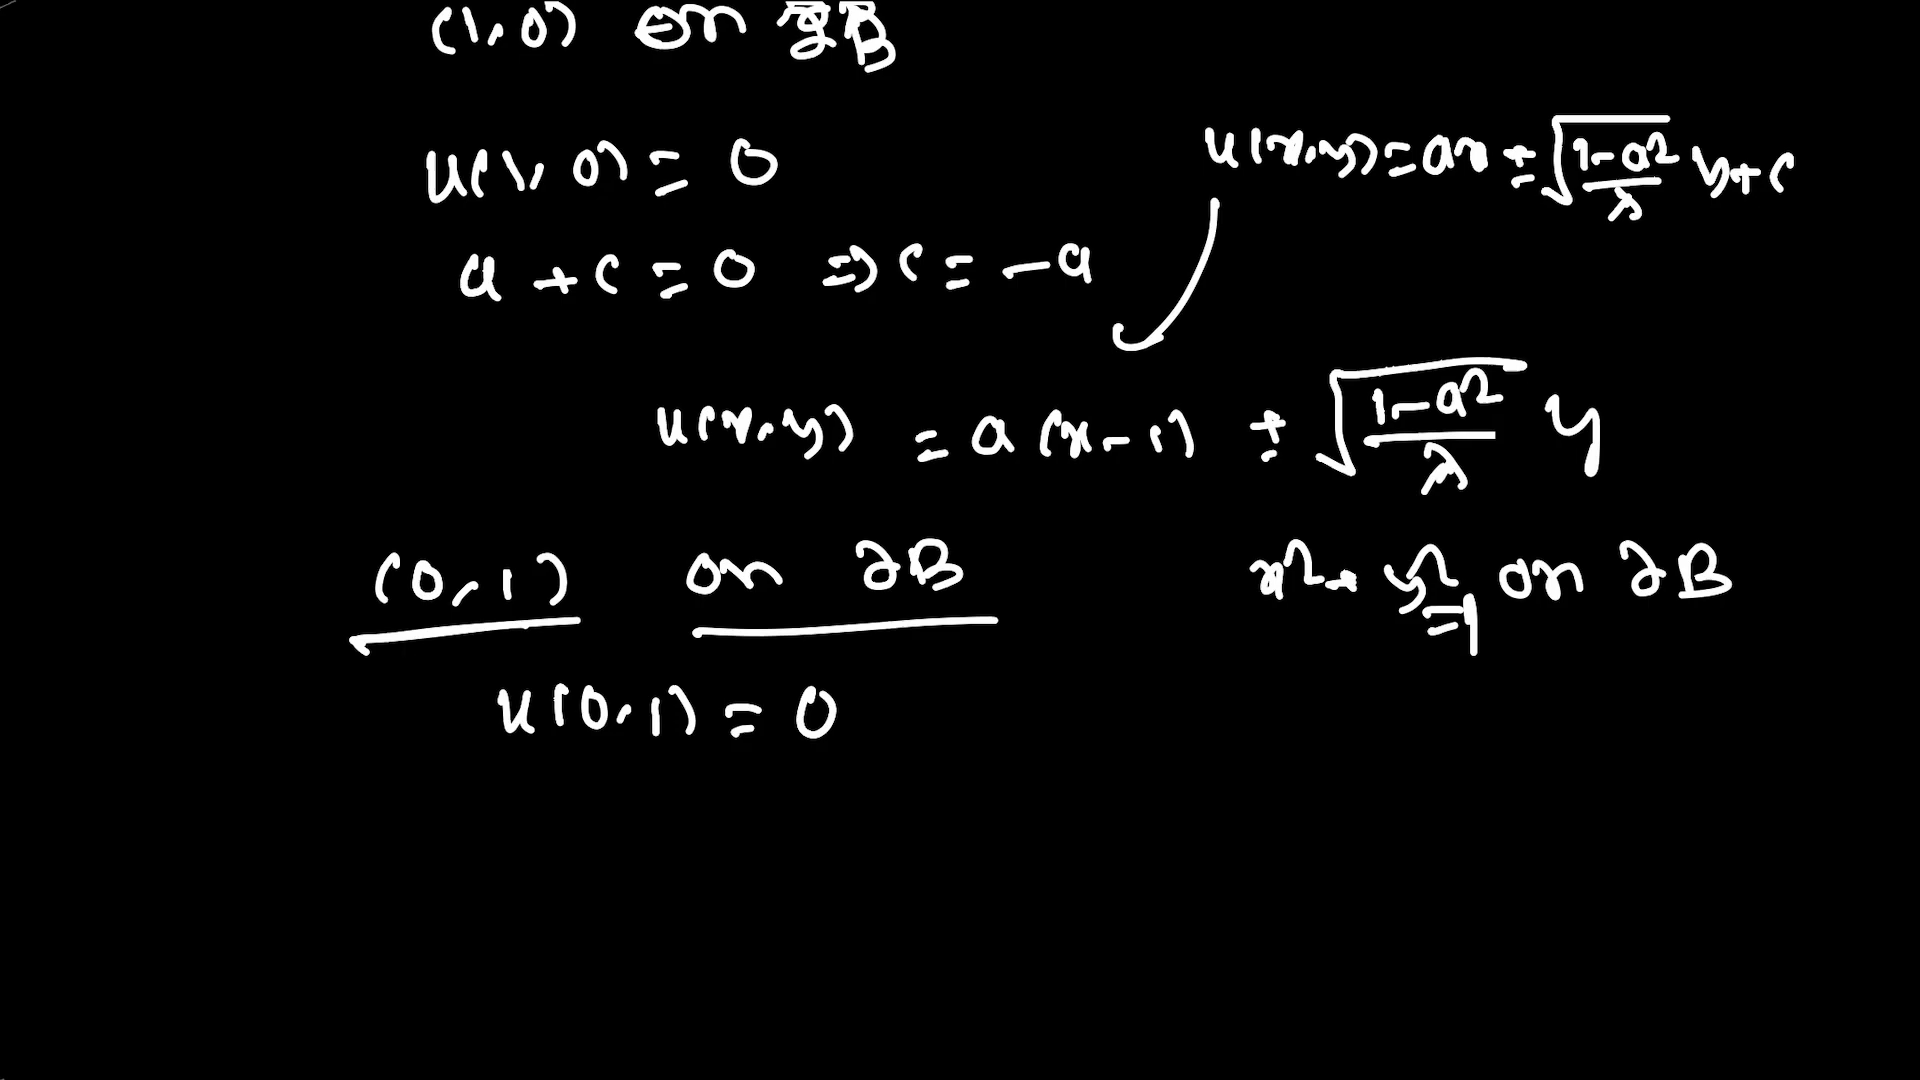 (1,0) on ∂B
u(1,0) = 0
u(x,y) = ax ± √((1-a²)/λ) y + c
a + c = 0 ⇒ c = -a
u(x,y) = a(x-1) ± √((1-a²)/λ) y
(0,1) on ∂B
x² + y² = 1 on ∂B
u(0,1) = 0